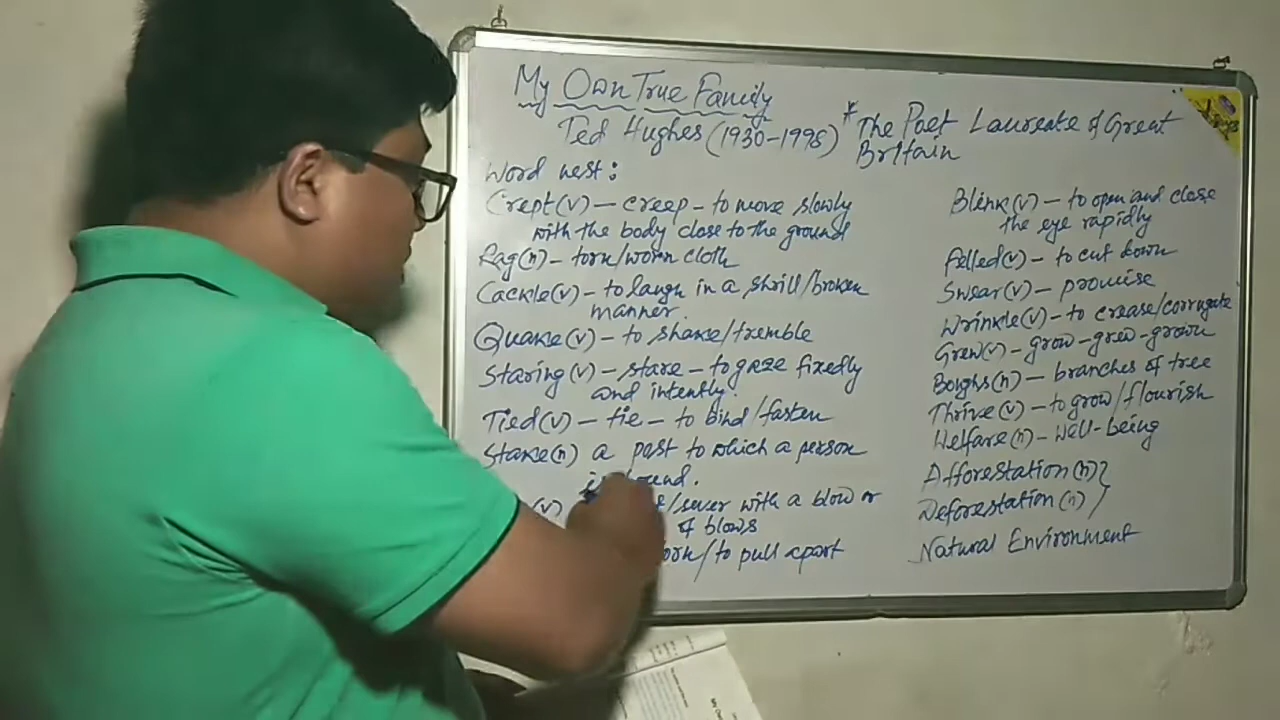 My Own True Family
Ted Hughes (1930-1998)
* The Poet Laureate of Great
Britain
Word nest:
Crept(v) - creep - to move slowly
with the body close to the ground
Rag(n) - torn/worn cloth
Cackle(v) - to laugh in a shrill/broken
manner.
Quake(v) - to shake/tremble
Staring(v) - stare - to gaze fixedly
and intently.
Tied(v) - tie - to bind/fasten
Stake(n) a post to which a person
is bound.
(v) /sever with a blow or
of blows
torn/to pull apart
Blink(v) - to open and close
the eye rapidly
Felled(v) - to cut down
Swear(v) - promise
Wrinkle(v) - to crease/corrugate
Grew(v) - grow-grew-grown
Boughs(n) - branches of tree
Thrive(v) - to grow/flourish
Welfare(n) - Well-being
Afforestation(n)}
Deforestation(n)
Natural Environment